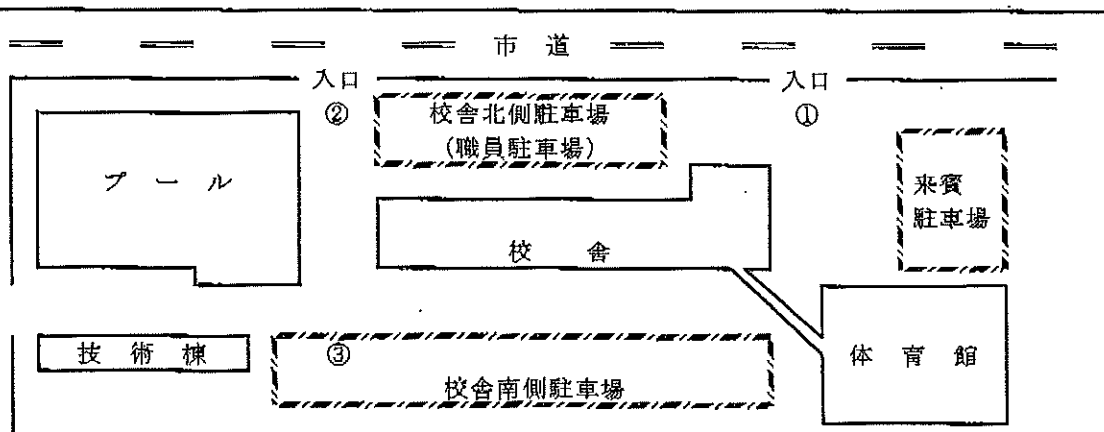 市道
入口
入口
②
校舎北側駐車場
(職員駐車場)
①
プール
来賓
駐車場
校舎
技術棟
③
校舎南側駐車場
体育館